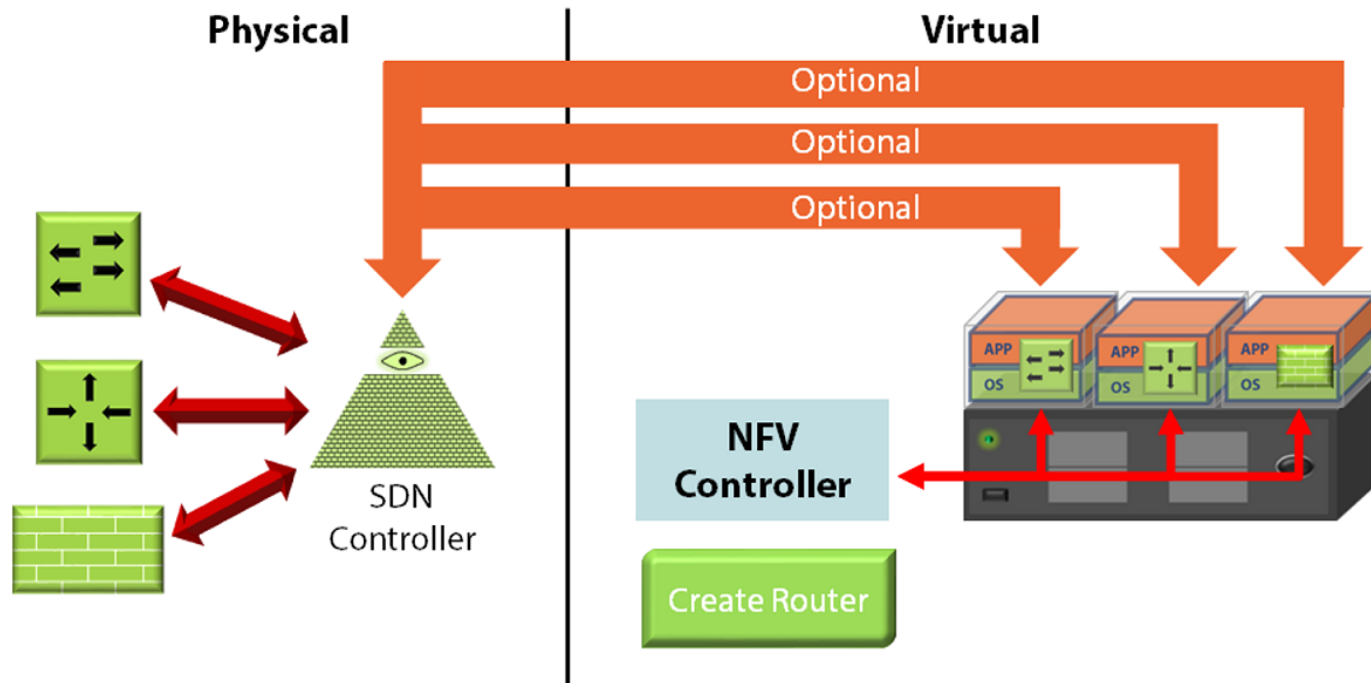 Physical
Virtual
Optional
Optional
Optional
SDN
Controller
APP
OS
APP
OS
APP
OS
NFV
Controller
Create Router